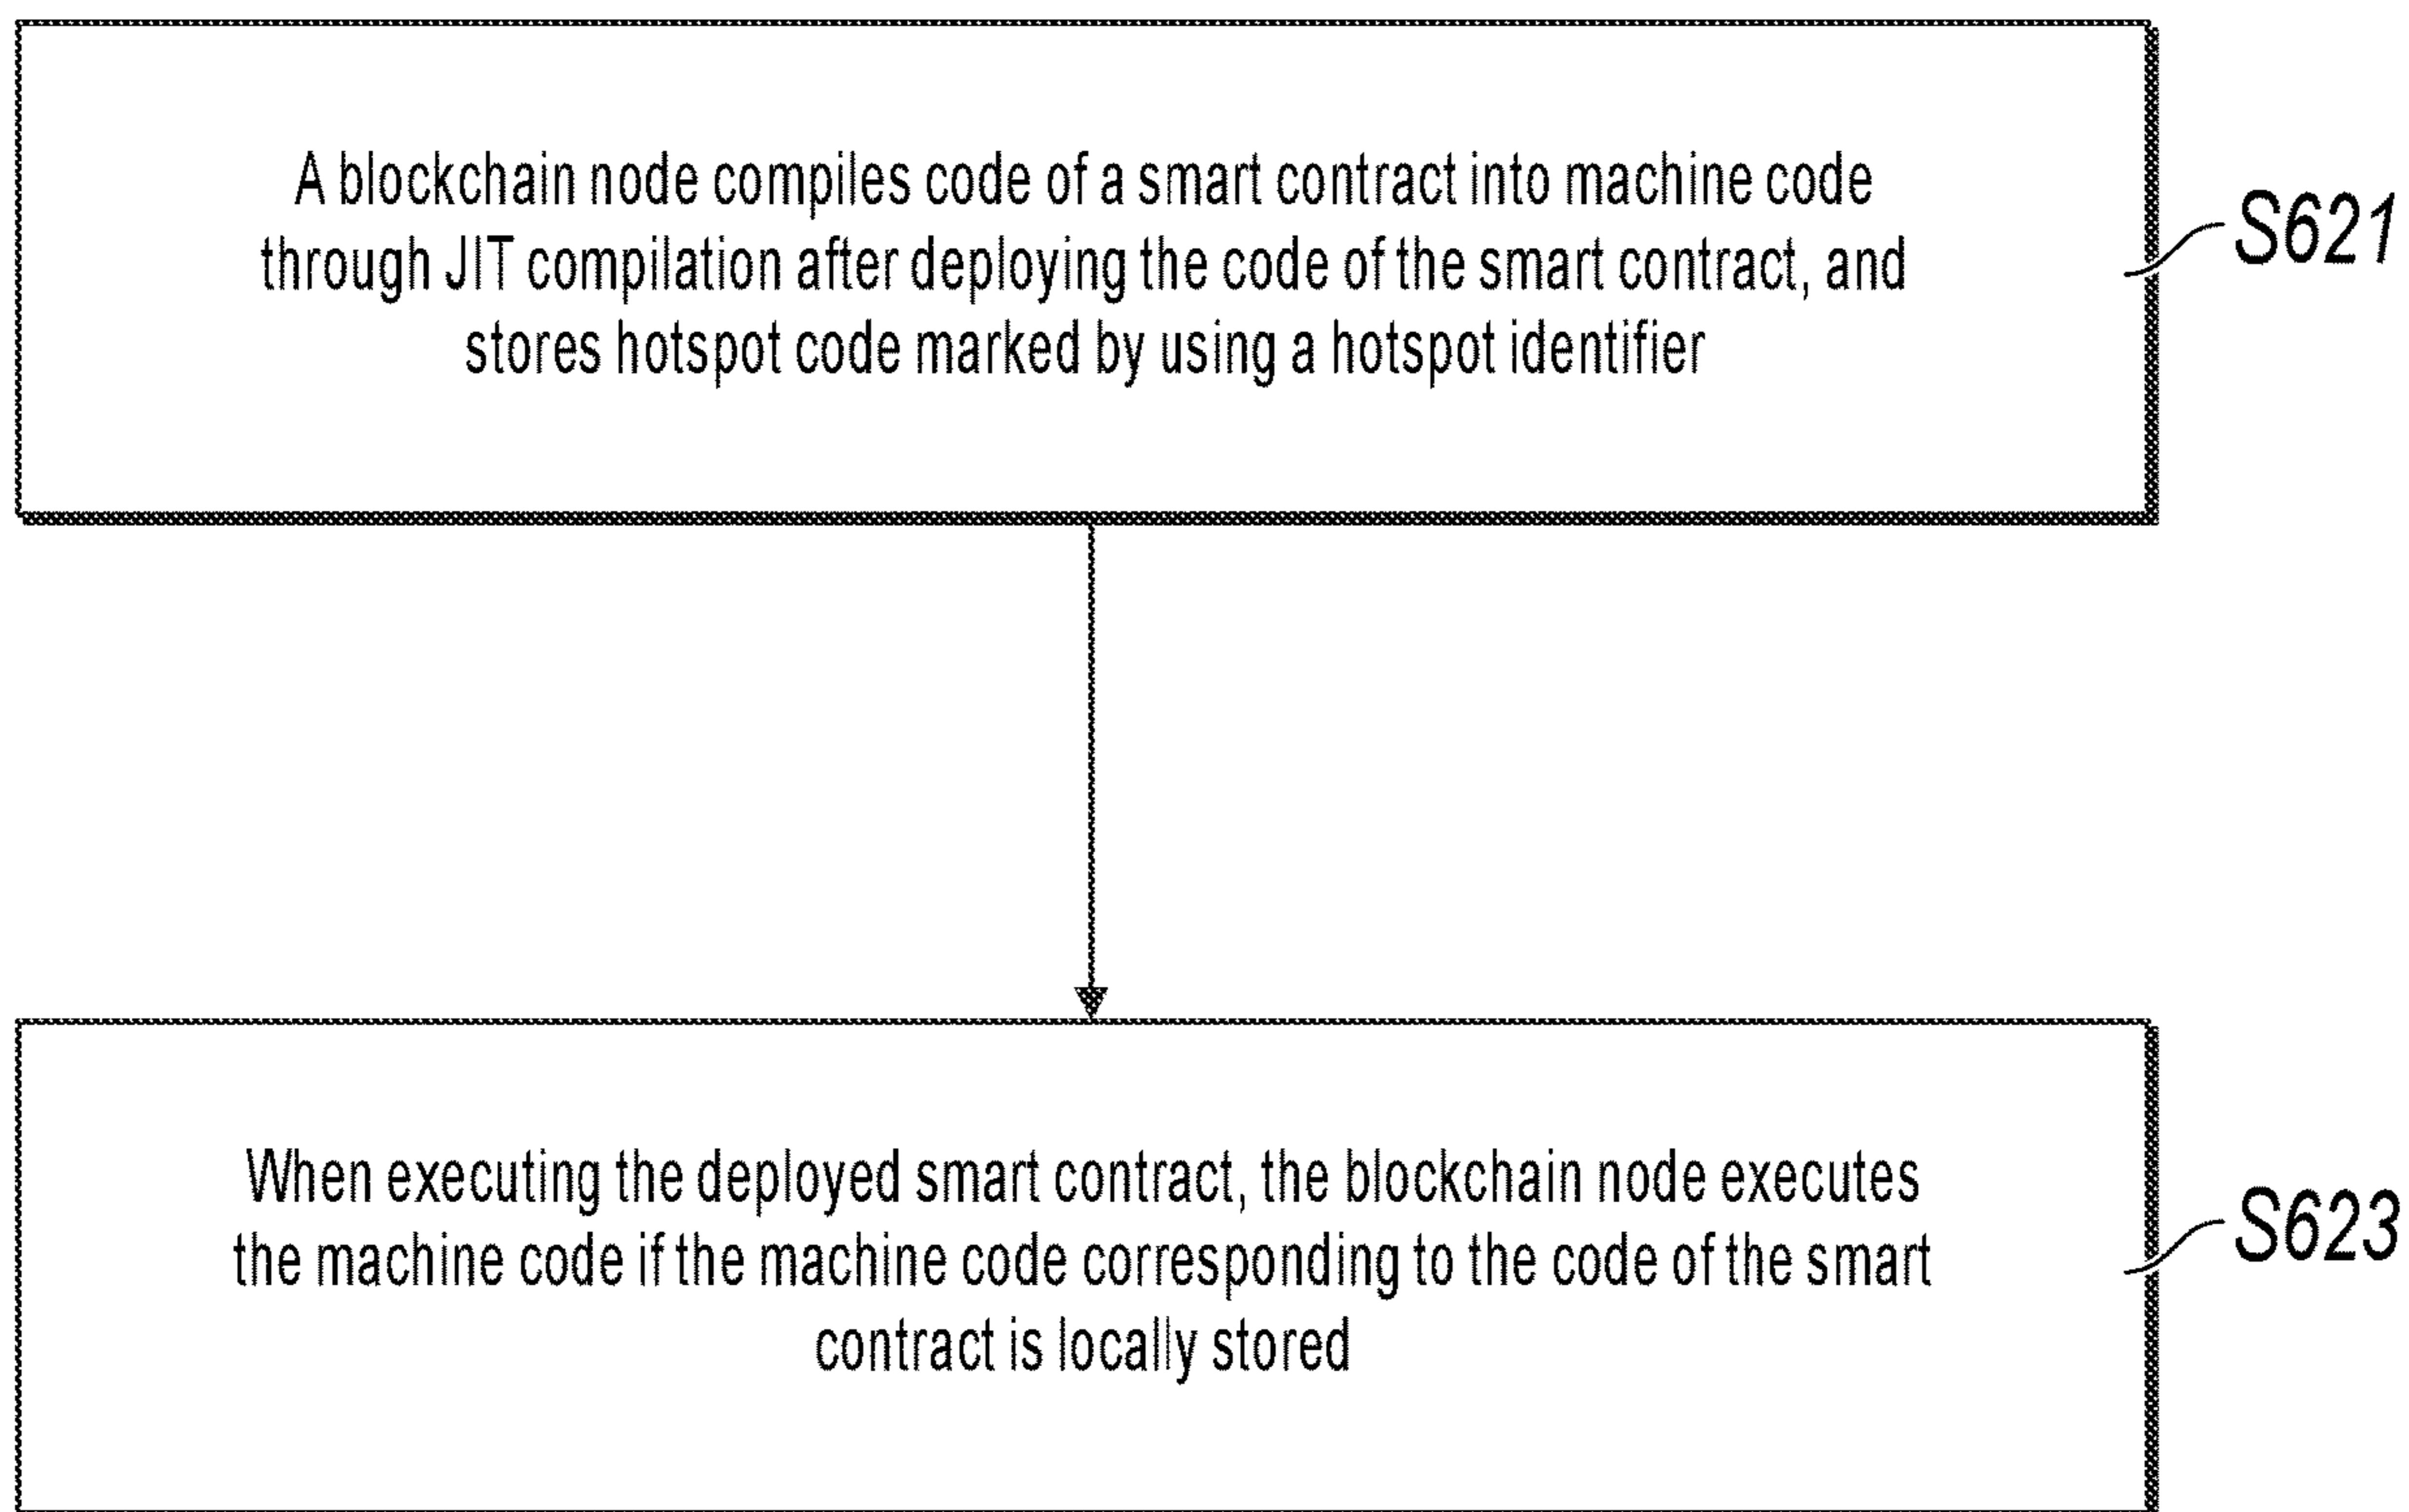 A blockchain node compiles code of a smart contract into machine code
through JIT compilation after deploying the code of the smart contract, and
stores hotspot code marked by using a hotspot identifier
S621
When executing the deployed smart contract, the blockchain node executes
the machine code if the machine code corresponding to the code of the smart
contract is locally stored
S623